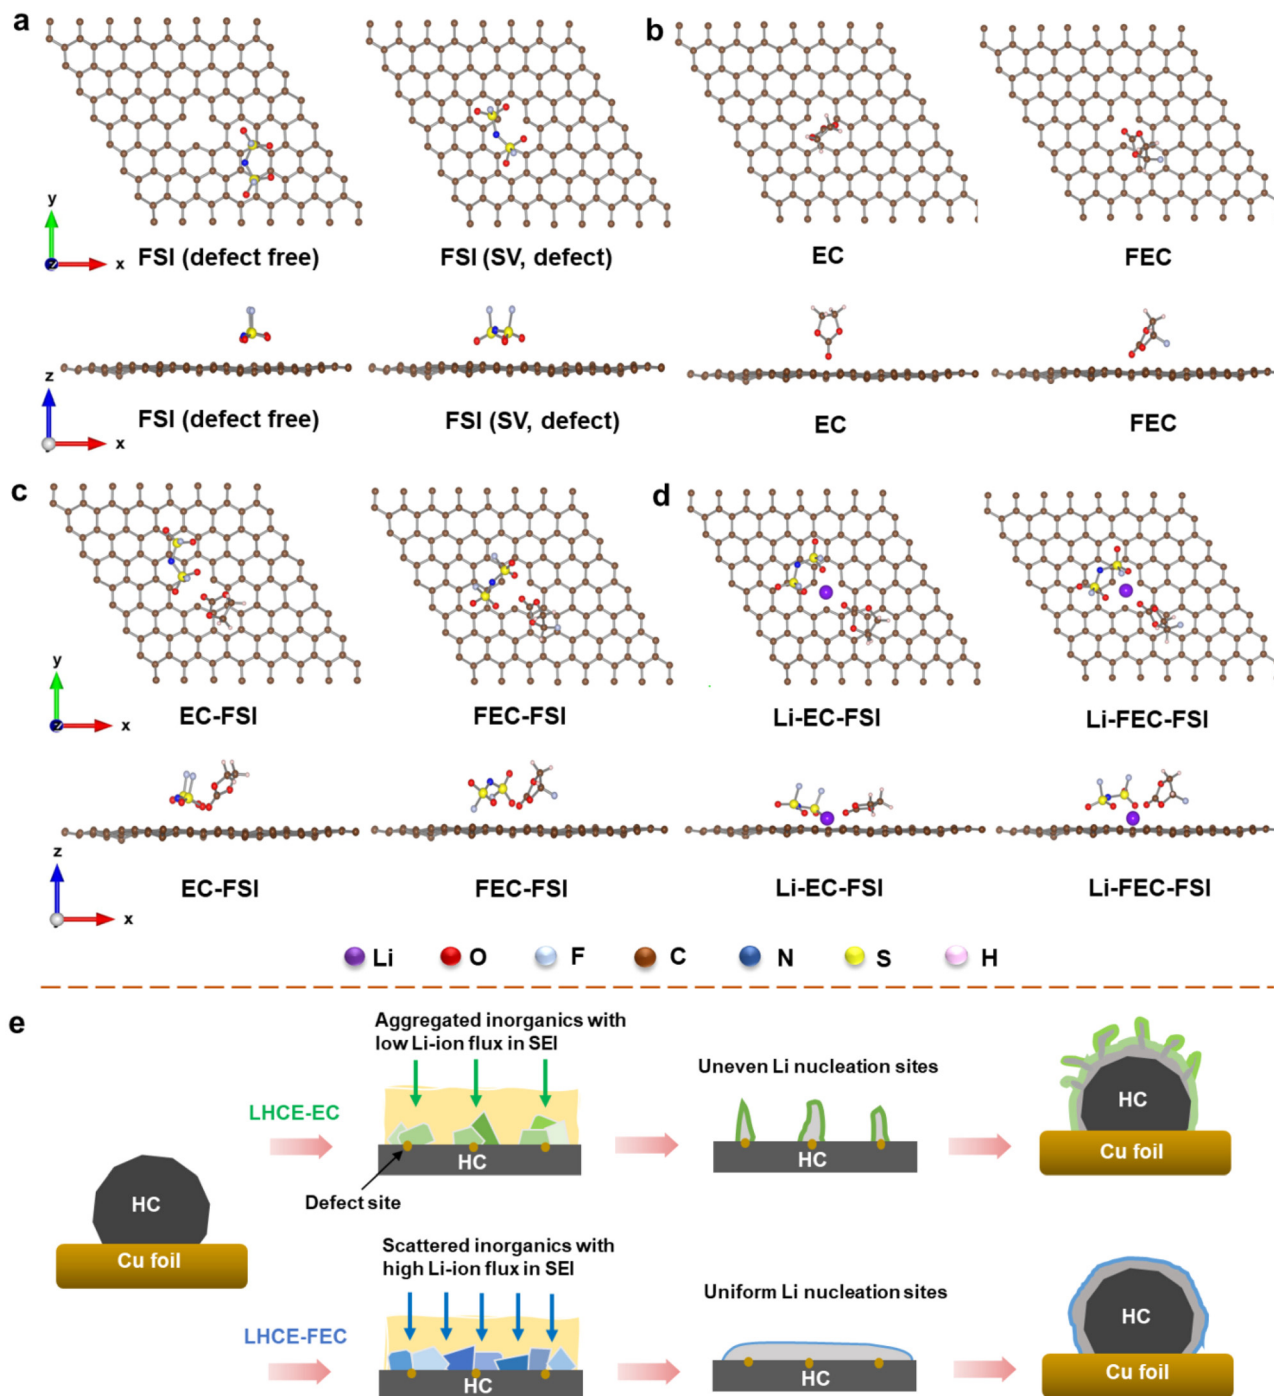 a
b
y
z
x
FSI (defect free)
FSI (SV, defect)
EC
FEC
z
x
FSI (defect free)
FSI (SV, defect)
EC
FEC
c
d
y
z
x
EC-FSI
FEC-FSI
Li-EC-FSI
Li-FEC-FSI
z
x
EC-FSI
FEC-FSI
Li-EC-FSI
Li-FEC-FSI
Li
O
F
C
N
S
H
e
Aggregated inorganics with
low Li-ion flux in SEI
Uneven Li nucleation sites
LHCE-EC
HC
HC
HC
Cu foil
Defect site
HC
Cu foil
Scattered inorganics with
high Li-ion flux in SEI
Uniform Li nucleation sites
LHCE-FEC
HC
HC
HC
Cu foil